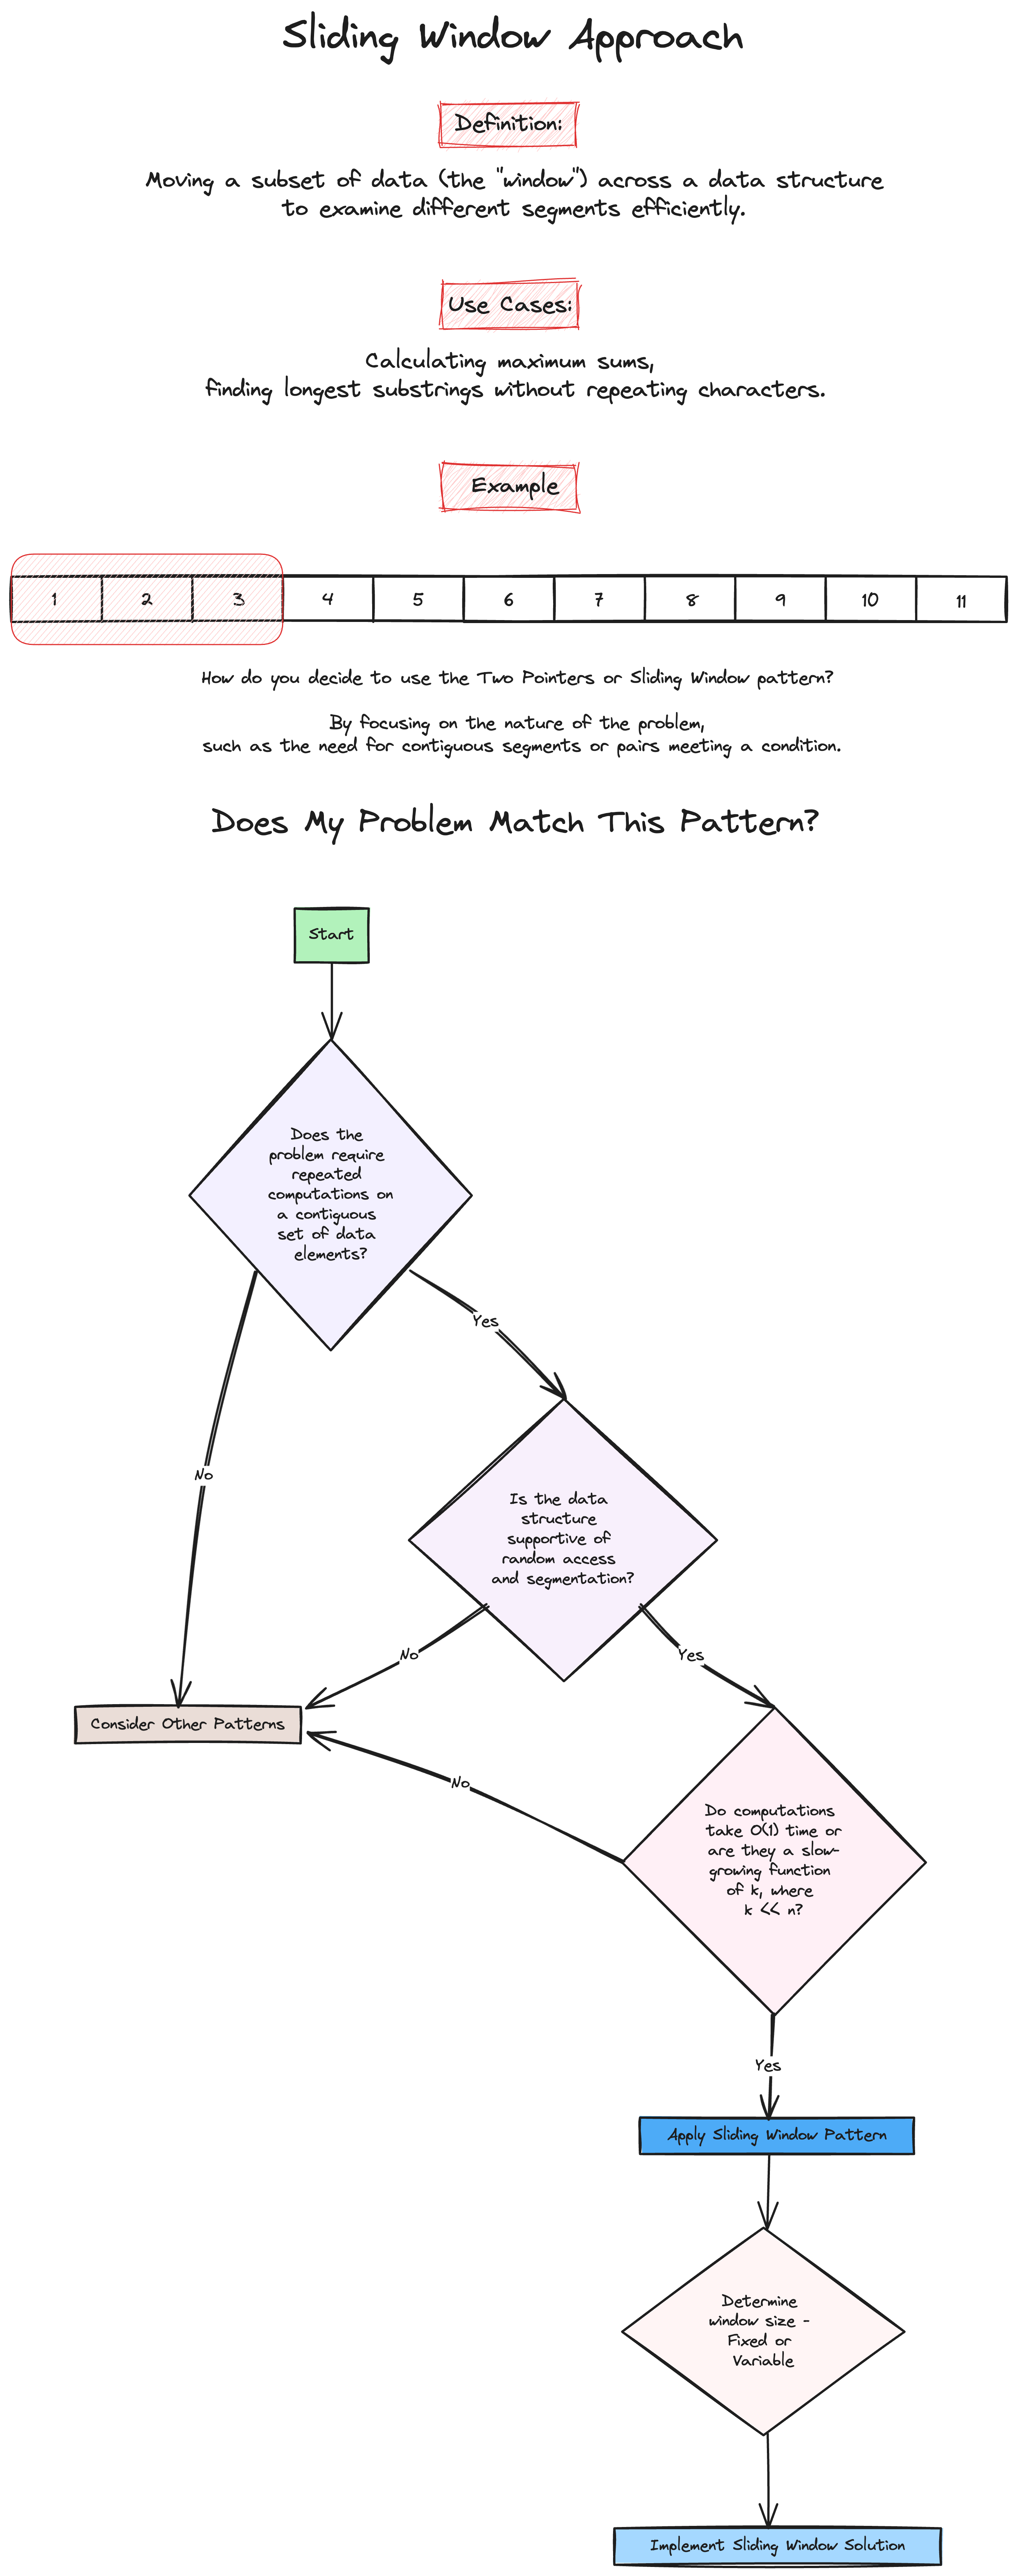 Sliding Window Approach
Definition:
Moving a subset of data (the "window") across a data structure
to examine different segments efficiently.
Use Cases:
Calculating maximum sums,
finding longest substrings without repeating characters.
Example
1 2 3 4 5 6 7 8 9 10 11
How do you decide to use the Two Pointers or Sliding Window pattern?
By focusing on the nature of the problem,
such as the need for contiguous segments or pairs meeting a condition.
Does My Problem Match This Pattern?
Start
Does the
problem require
repeated
computations on
a contiguous
set of data
elements?
Yes
No
Is the data
structure
supportive of
random access
and segmentation?
No
Yes
Consider Other Patterns
No
Do computations
take O(1) time or
are they a slow-
growing function
of k, where
k << n?
Yes
Apply Sliding Window Pattern
Determine
window size -
Fixed or
Variable
Implement Sliding Window Solution